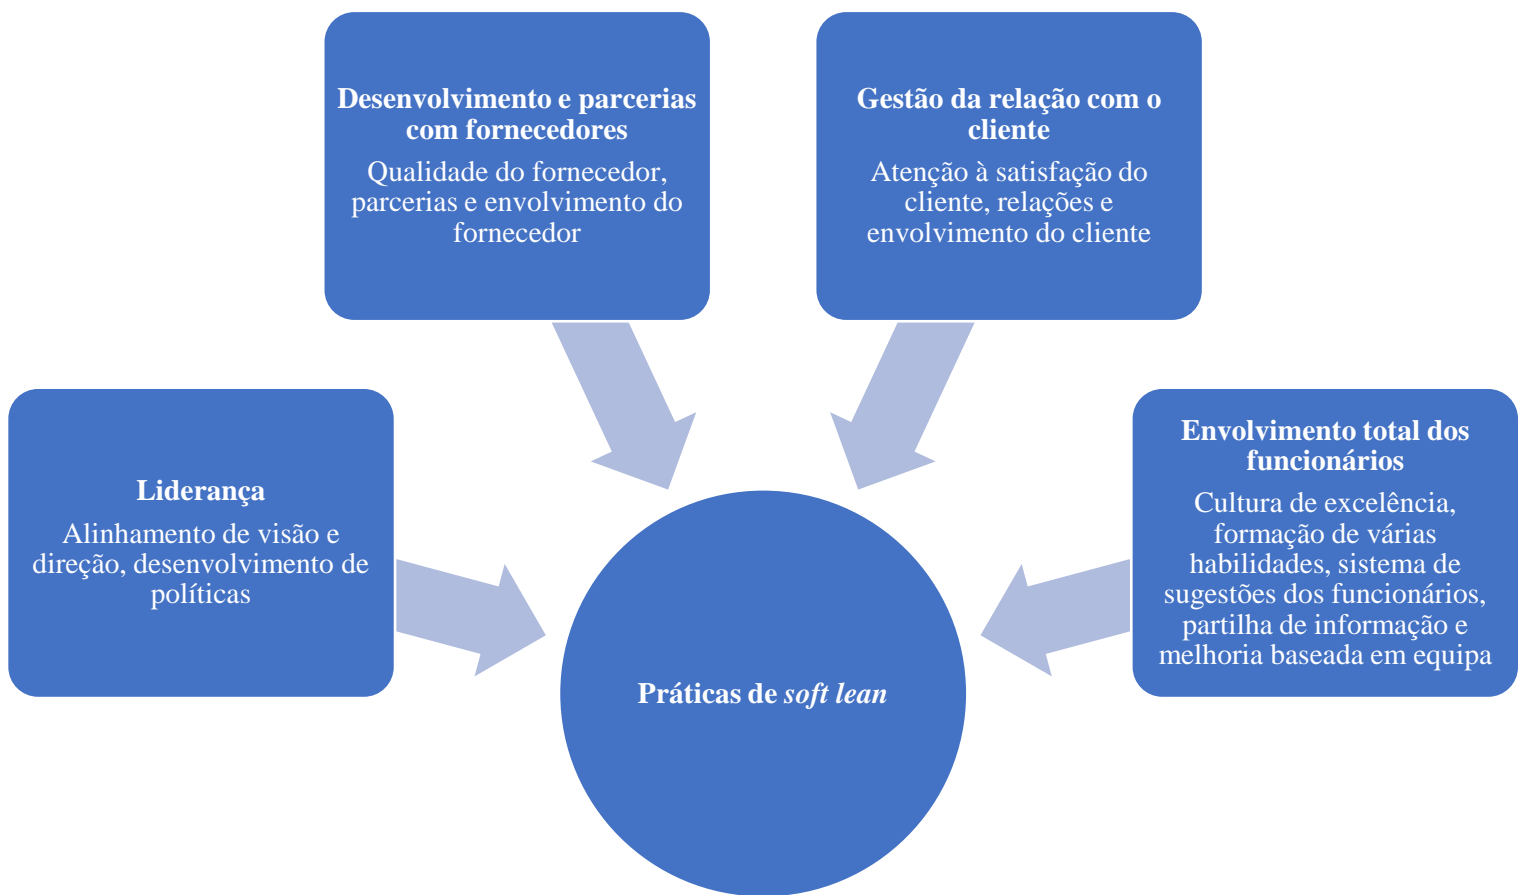 Desenvolvimento e parcerias
com fornecedores
Qualidade do fornecedor,
parcerias e envolvimento do
fornecedor
Gestão da relação com o
cliente
Atenção à satisfação do
cliente, relações e
envolvimento do cliente
Liderança
Alinhamento de visão e
direção, desenvolvimento de
políticas
Envolvimento total dos
funcionários
Cultura de excelência,
formação de várias
habilidades, sistema de
sugestões dos funcionários,
partilha de informação e
melhoria baseada em equipa
Práticas de soft lean